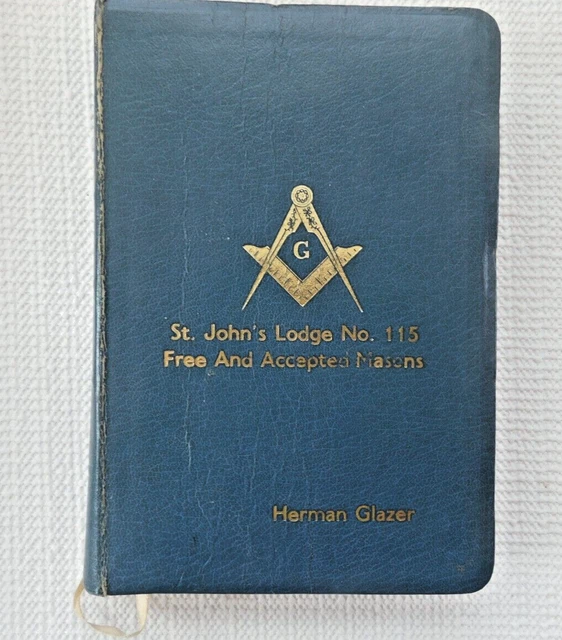 G
St. John's Lodge No. 115
Free And Accepted Masons
Herman Glazer